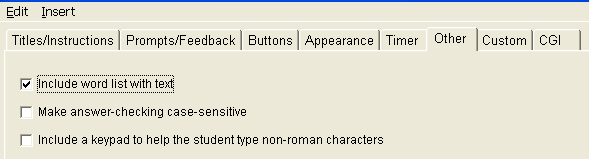 Edit Insert
Titles/Instructions Prompts/Feedback Buttons Appearance Timer Other Custom CGI
Include word list with text
Make answer-checking case-sensitive
Include a keypad to help the student type non-roman characters